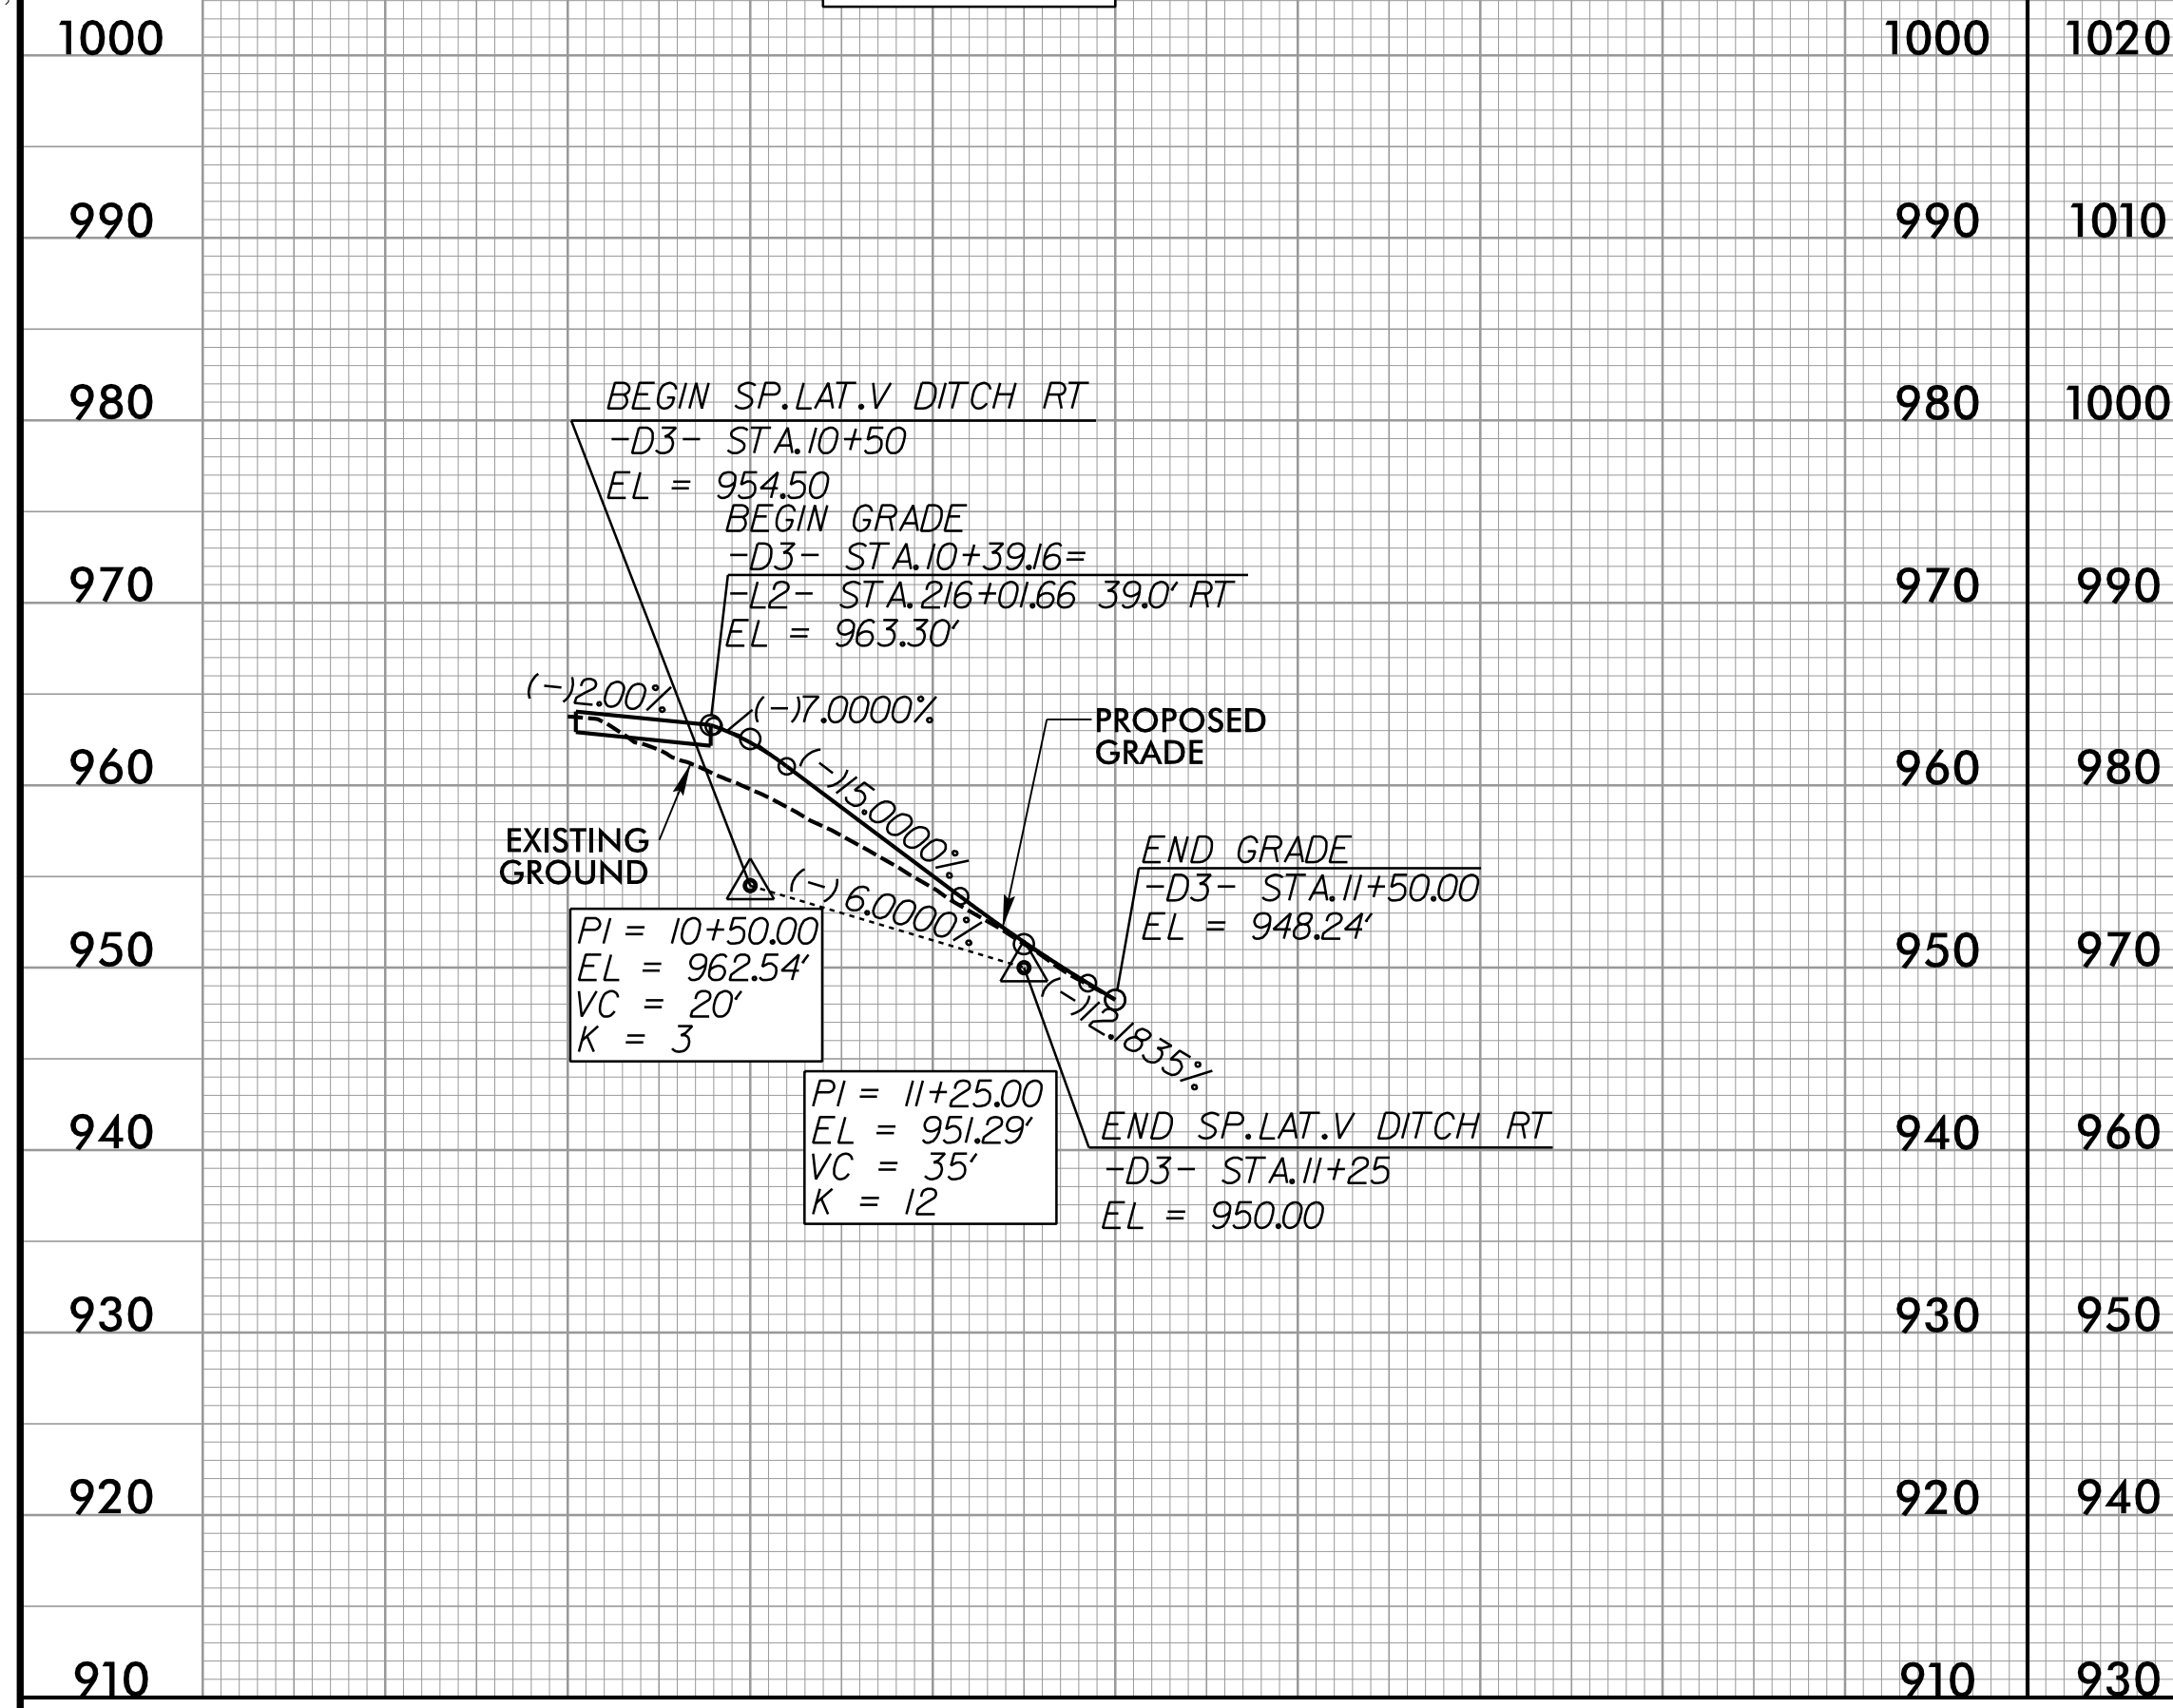 1000 1000 1020
990 990 1010
980 980 1000
BEGIN SP.LAT.V DITCH RT
-D3- STA.10+50
EL = 954.50
BEGIN GRADE
-D3- STA.10+39.16=
-L2- STA.216+01.66 39.0' RT
EL = 963.30'
970 970 990
(-)2.00%
(-)7.0000%
PROPOSED
GRADE
960 960 980
(-)15.0000%
EXISTING
GROUND
(-)6.0000%
END GRADE
-D3- STA.11+50.00
EL = 948.24'
PI = 10+50.00
EL = 962.54'
VC = 20'
K = 3
950 950 970
(-)12.1835%
PI = 11+25.00
EL = 951.29'
VC = 35'
K = 12
END SP.LAT.V DITCH RT
-D3- STA.11+25
EL = 950.00
940 940 960
930 930 950
920 920 940
910 910 930